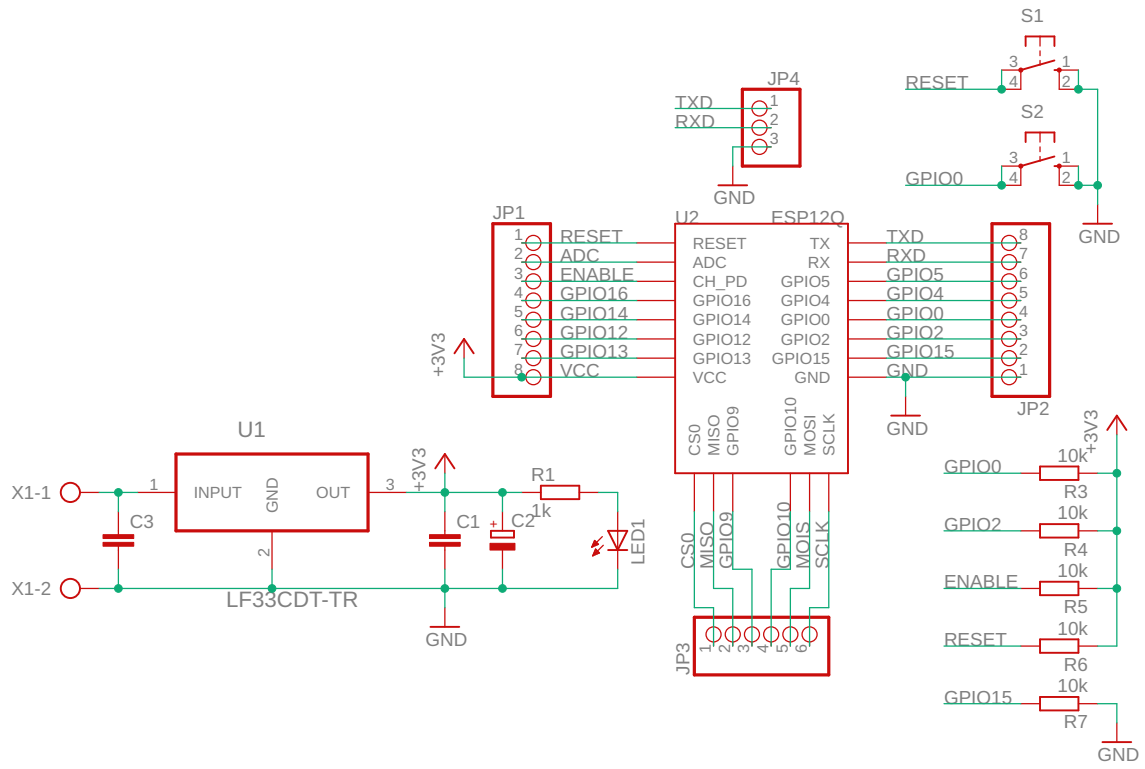 S1
3 1
4 2
RESET
S2
3 1
4 2
GPIO0
GND
JP4
TXD 1
RXD 2
3
GND
JP1
U2 ESP12Q
1 RESET RESET TX TXD 8
2 ADC ADC RX RXD 7
3 ENABLE CH_PD GPIO5 GPIO5 6
4 GPIO16 GPIO16 GPIO4 GPIO4 5
5 GPIO14 GPIO14 GPIO0 GPIO0 4
6 GPIO12 GPIO12 GPIO2 GPIO2 3
7 GPIO13 GPIO13 GPIO15 GPIO15 2
8 VCC VCC GND GND 1
+3V3
JP2
GND
CS0 MISO GPIO9 GPIO10 MOSI SCLK
CS0 MISO GPIO9 GPIO10 MOIS SCLK
JP3
1 2 3 4 5 6
U1
X1-1
1 INPUT GND OUT 3
2
+3V3
R1
1k
C3
C1
+
C2
LED1
X1-2
LF33CDT-TR
GND
+3V3
GPIO0 10k
R3
GPIO2 10k
R4
ENABLE 10k
R5
RESET 10k
R6
GPIO15 10k
R7
GND